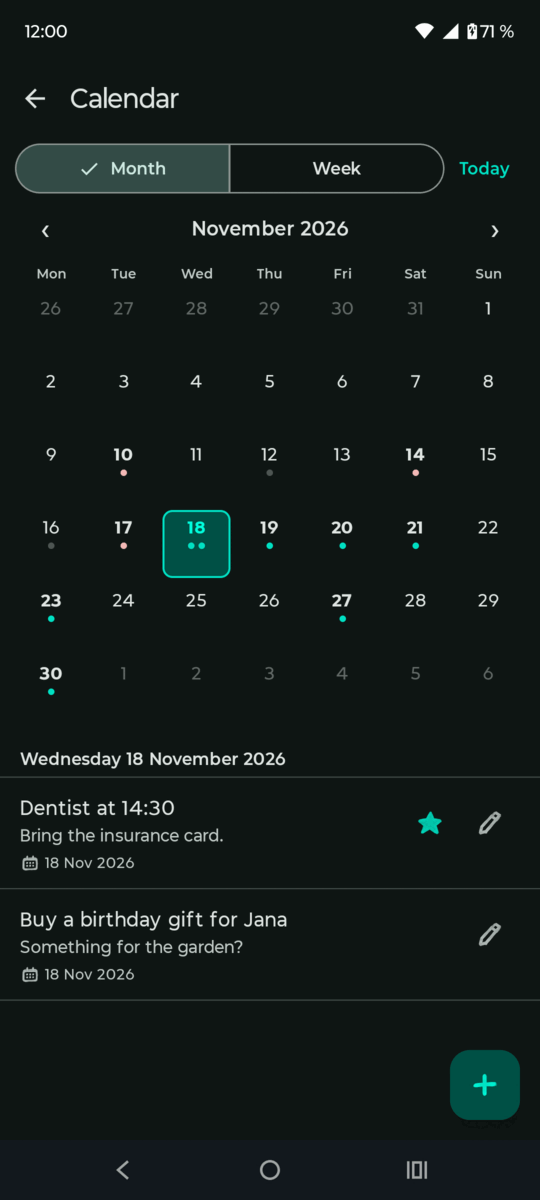 12:00 71 %
Calendar
Month Week Today
November 2026
Mon Tue Wed Thu Fri Sat Sun
26 27 28 29 30 31 1
2 3 4 5 6 7 8
9 10 11 12 13 14 15
16 17 18 19 20 21 22
23 24 25 26 27 28 29
30 1 2 3 4 5 6
Wednesday 18 November 2026
Dentist at 14:30
Bring the insurance card.
18 Nov 2026
Buy a birthday gift for Jana
Something for the garden?
18 Nov 2026